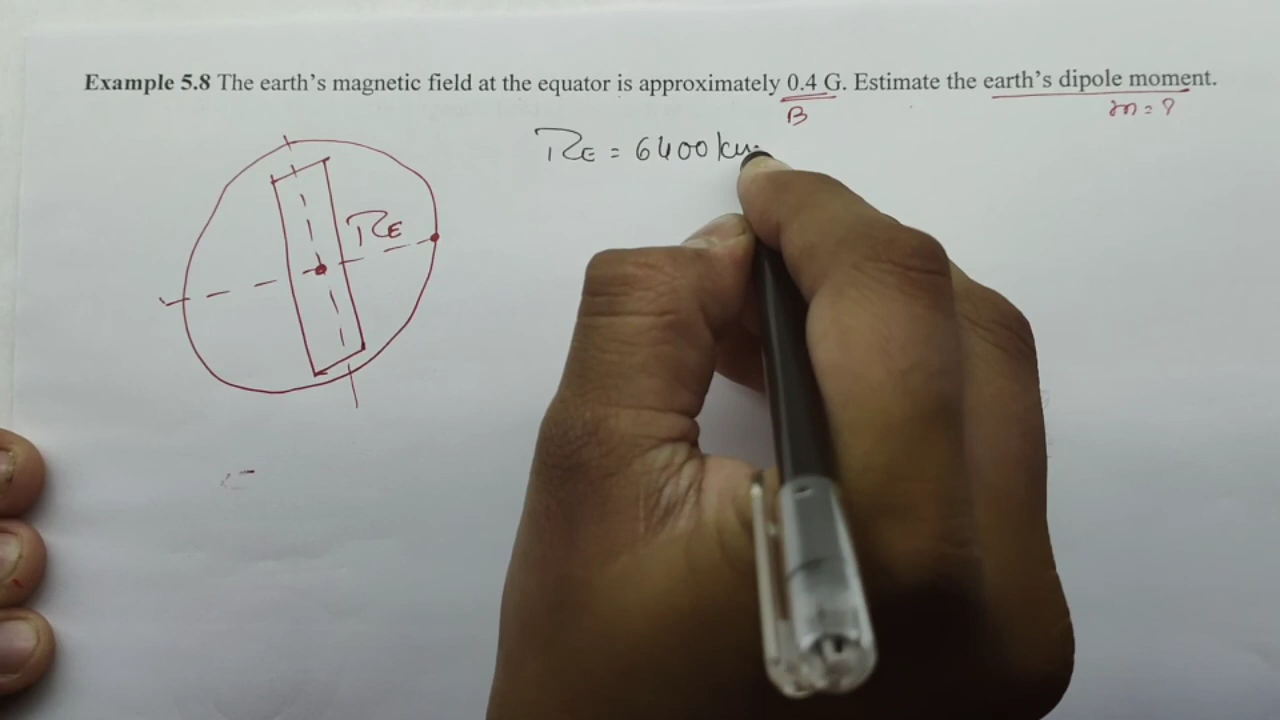 Example 5.8 The earth's magnetic field at the equator is approximately 0.4 G. Estimate the earth's dipole moment.
B
m = ?
RE = 6400 km
RE